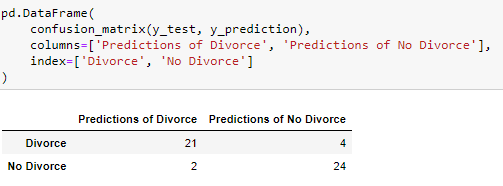 pd.DataFrame(
    confusion_matrix(y_test, y_prediction),
    columns=['Predictions of Divorce', 'Predictions of No Divorce'],
    index=['Divorce', 'No Divorce']
)
Predictions of Divorce Predictions of No Divorce
Divorce 21 4
No Divorce 2 24